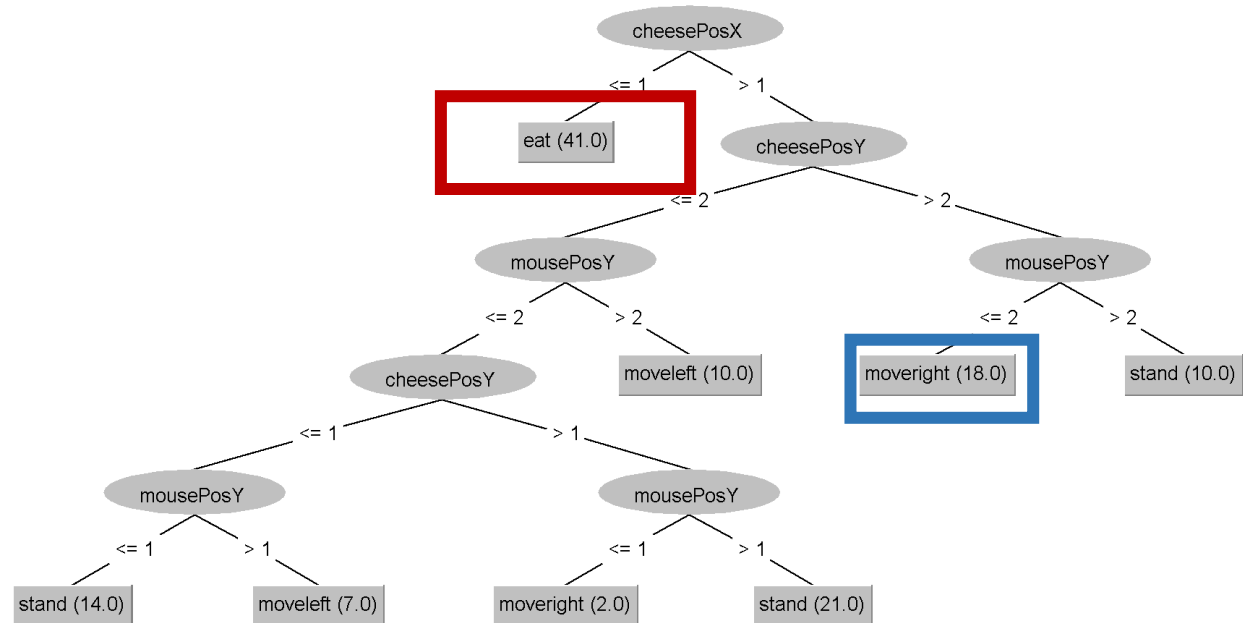 cheesePosX
<= 1
> 1
eat (41.0)
cheesePosY
<= 2
> 2
mousePosY
mousePosY
<= 2
> 2
<= 2
> 2
cheesePosY
moveleft (10.0)
moveright (18.0)
stand (10.0)
<= 1
> 1
mousePosY
mousePosY
<= 1
> 1
<= 1
> 1
stand (14.0)
moveleft (7.0)
moveright (2.0)
stand (21.0)